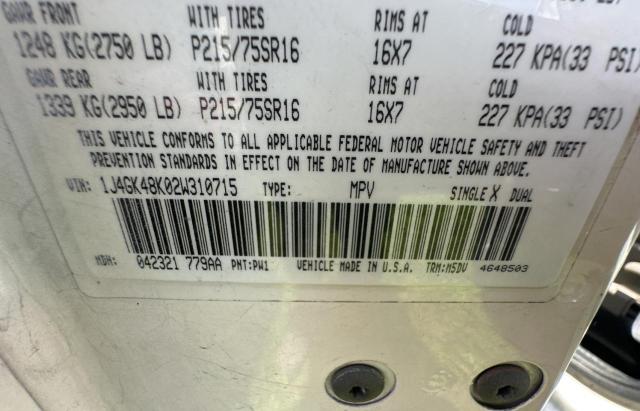 GAWR FRONT WITH TIRES RIMS AT COLD
1248 KG(2750 LB) P215/75SR16 16X7 227 KPA(33 PSI)
GAWR REAR WITH TIRES RIMS AT COLD
1339 KG(2950 LB) P215/75SR16 16X7 227 KPA(33 PSI)
THIS VEHICLE CONFORMS TO ALL APPLICABLE FEDERAL MOTOR VEHICLE SAFETY AND THEFT
PREVENTION STANDARDS IN EFFECT ON THE DATE OF MANUFACTURE SHOWN ABOVE.
VIN: 1J4GK48K02W310715 TYPE: MPV SINGLE X DUAL
MDH: 042321 779AA PNT:PW1 VEHICLE MADE IN U.S.A. TRM:M5DV 4648503